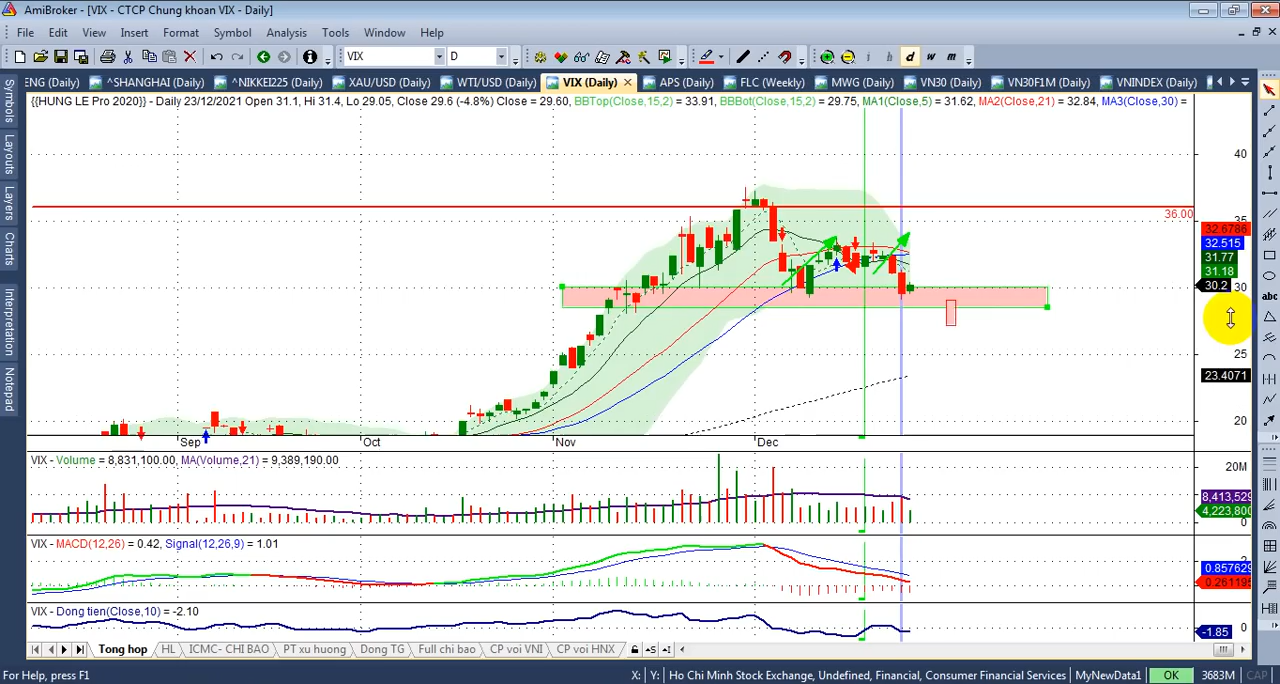 AmiBroker - [VIX - CTCP Chung khoan VIX - Daily]
File Edit View Insert Format Symbol Analysis Tools Window Help
VIX D i h d w m
ENG (Daily) ^SHANGHAI (Daily) ^NIKKEI225 (Daily) XAU/USD (Daily) WTI/USD (Daily) VIX (Daily) APS (Daily) FLC (Weekly) MWG (Daily) VN30 (Daily) VN30F1M (Daily) VNINDEX (Daily)
Symbols
Layouts
Layers
Charts
Interpretation
Notepad
{{HUNG LE Pro 2020}} - Daily 23/12/2021 Open 31.1, Hi 31.4, Lo 29.05, Close 29.6 (-4.8%) Close = 29.60, BBTop(Close,15,2) = 33.91, BBBot(Close,15,2) = 29.75, MA1(Close,5) = 31.62, MA2(Close,21) = 32.84, MA3(Close,30) =
40
36.00
35
32.6786
32.515
31.77
31.18
30.2
30
25
23.4071
20
abc
Sep Oct Nov Dec
VIX - Volume = 8,831,100.00, MA(Volume,21) = 9,389,190.00
20M
8,413,529
4,223,800
0
VIX - MACD(12,26) = 0.42, Signal(12,26,9) = 1.01
2
0.857629
0.261195
VIX - Dong tien(Close,10) = -2.10
0
-1.85
Tong hop HL ICMC- CHI BAO PT xu huong Dong TG Full chi bao CP voi VNI CP voi HNX
For Help, press F1 X: Y: Ho Chi Minh Stock Exchange, Undefined, Financial, Consumer Financial Services MyNewData1 OK 3683M CAP